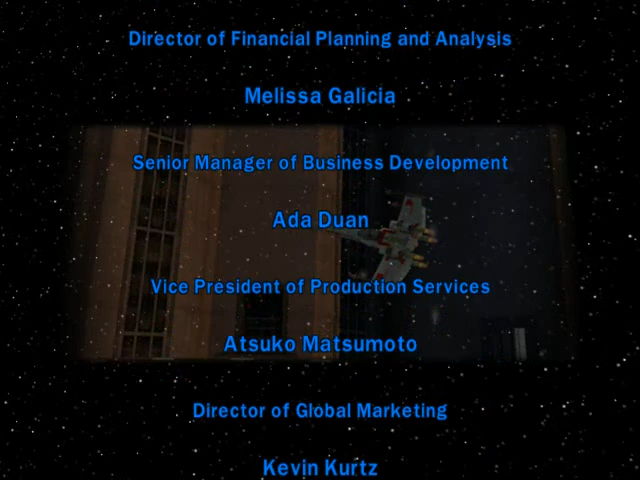 Director of Financial Planning and Analysis
Melissa Galicia
Senior Manager of Business Development
Ada Duan
Vice President of Production Services
Atsuko Matsumoto
Director of Global Marketing
Kevin Kurtz